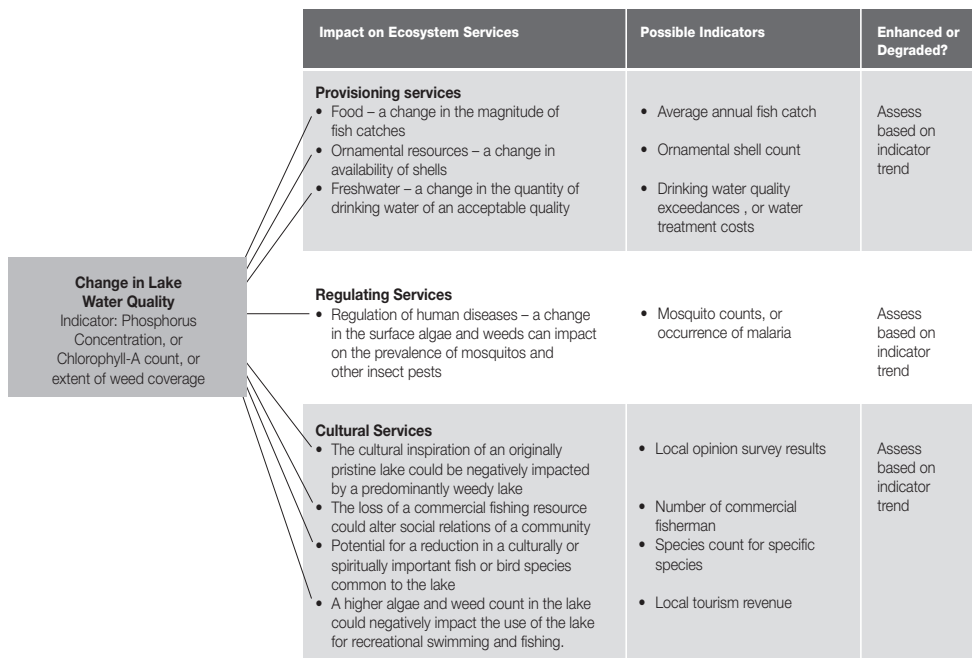 Impact on Ecosystem Services
Possible Indicators
Enhanced or
Degraded?
Change in Lake
Water Quality
Indicator: Phosphorus
Concentration, or
Chlorophyll-A count, or
extent of weed coverage
Provisioning services
• Food – a change in the magnitude of
fish catches
• Ornamental resources – a change in
availability of shells
• Freshwater – a change in the quantity of
drinking water of an acceptable quality
• Average annual fish catch
• Ornamental shell count
• Drinking water quality
exceedances , or water
treatment costs
Assess
based on
indicator
trend
Regulating Services
• Regulation of human diseases – a change
in the surface algae and weeds can impact
on the prevalence of mosquitos and
other insect pests
• Mosquito counts, or
occurrence of malaria
Assess
based on
indicator
trend
Cultural Services
• The cultural inspiration of an originally
pristine lake could be negatively impacted
by a predominantly weedy lake
• The loss of a commercial fishing resource
could alter social relations of a community
• Potential for a reduction in a culturally or
spiritually important fish or bird species
common to the lake
• A higher algae and weed count in the lake
could negatively impact the use of the lake
for recreational swimming and fishing.
• Local opinion survey results
• Number of commercial
fisherman
• Species count for specific
species
• Local tourism revenue
Assess
based on
indicator
trend